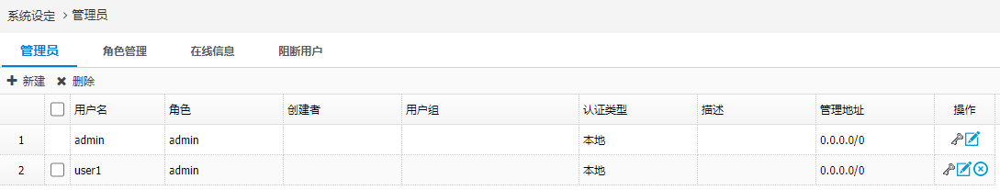 系统设定 > 管理员
管理员 角色管理 在线信息 阻断用户
新建 删除
用户名 角色 创建者 用户组 认证类型 描述 管理地址 操作
1 admin admin 本地 0.0.0.0/0
2 user1 admin 本地 0.0.0.0/0